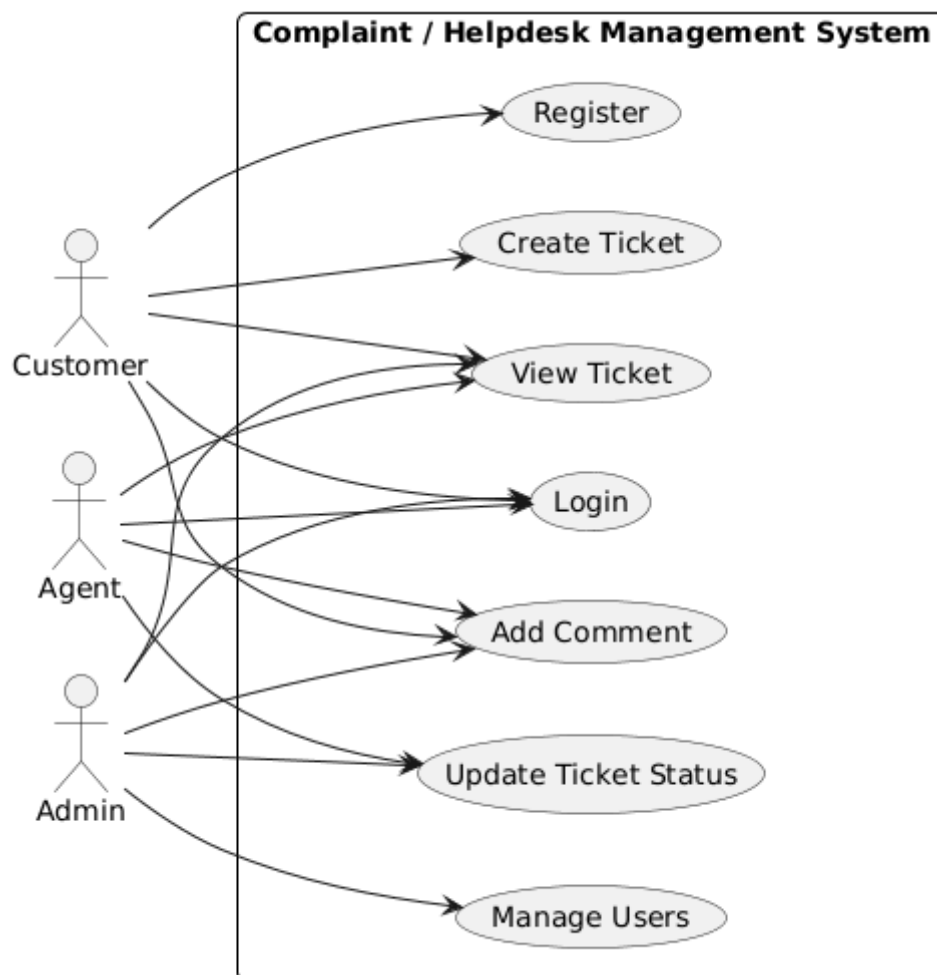 Complaint / Helpdesk Management System
Register
Create Ticket
Customer
View Ticket
Login
Agent
Add Comment
Update Ticket Status
Admin
Manage Users